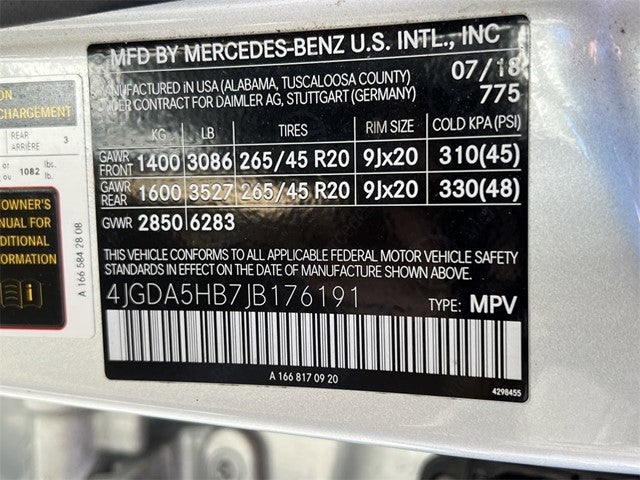 MFD BY MERCEDES-BENZ U.S. INTL., INC
MANUFACTURED IN USA (ALABAMA, TUSCALOOSA COUNTY) 07/18
UNDER CONTRACT FOR DAIMLER AG, STUTTGART (GERMANY) 775
KG LB TIRES RIM SIZE COLD KPA(PSI)
GAWR FRONT 1400 3086 265/45 R20 9Jx20 310(45)
GAWR REAR 1600 3527 265/45 R20 9Jx20 330(48)
GVWR 2850 6283
THIS VEHICLE CONFORMS TO ALL APPLICABLE FEDERAL MOTOR VEHICLE SAFETY
STANDARDS IN EFFECT ON THE DATE OF MANUFACTURE SHOWN ABOVE.
4JGDA5HB7JB176191 TYPE: MPV
A 166 817 09 20
4298455
ON
CHARGEMENT
REAR
ARRIÈRE 3
or
ou 1082 lbs.
lb.
OWNER'S
MANUAL FOR
DDITIONAL
FORMATION
i
A 166 584 28 08